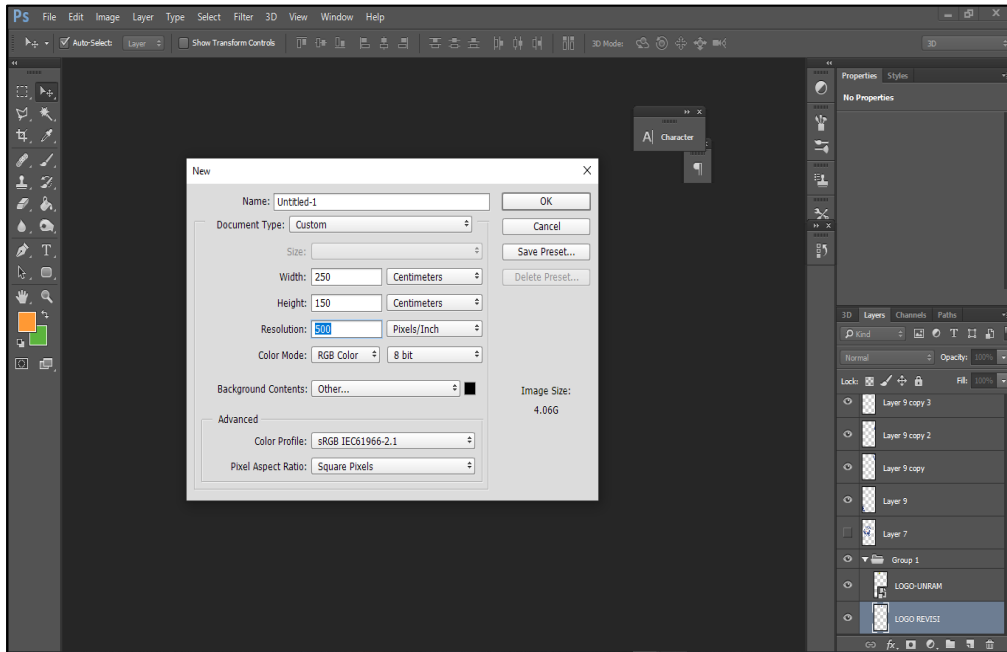 Ps File Edit Image Layer Type Select Filter 3D View Window Help
Auto-Select: Layer Show Transform Controls 3D Mode: 3D
Properties Styles
No Properties
A| Character
New
Name: Untitled-1 OK
Document Type: Custom Cancel
Size: Save Preset...
Width: 250 Centimeters Delete Preset...
Height: 150 Centimeters
Resolution: 500 Pixels/Inch
Color Mode: RGB Color 8 bit
Background Contents: Other... Image Size:
4.06G
Advanced
Color Profile: sRGB IEC61966-2.1
Pixel Aspect Ratio: Square Pixels
3D Layers Channels Paths
Kind
Normal Opacity: 100%
Lock: Fill: 100%
Layer 9 copy 3
Layer 9 copy 2
Layer 9 copy
Layer 9
Layer 7
Group 1
LOGO-UNRAM
LOGO REVISI
fx